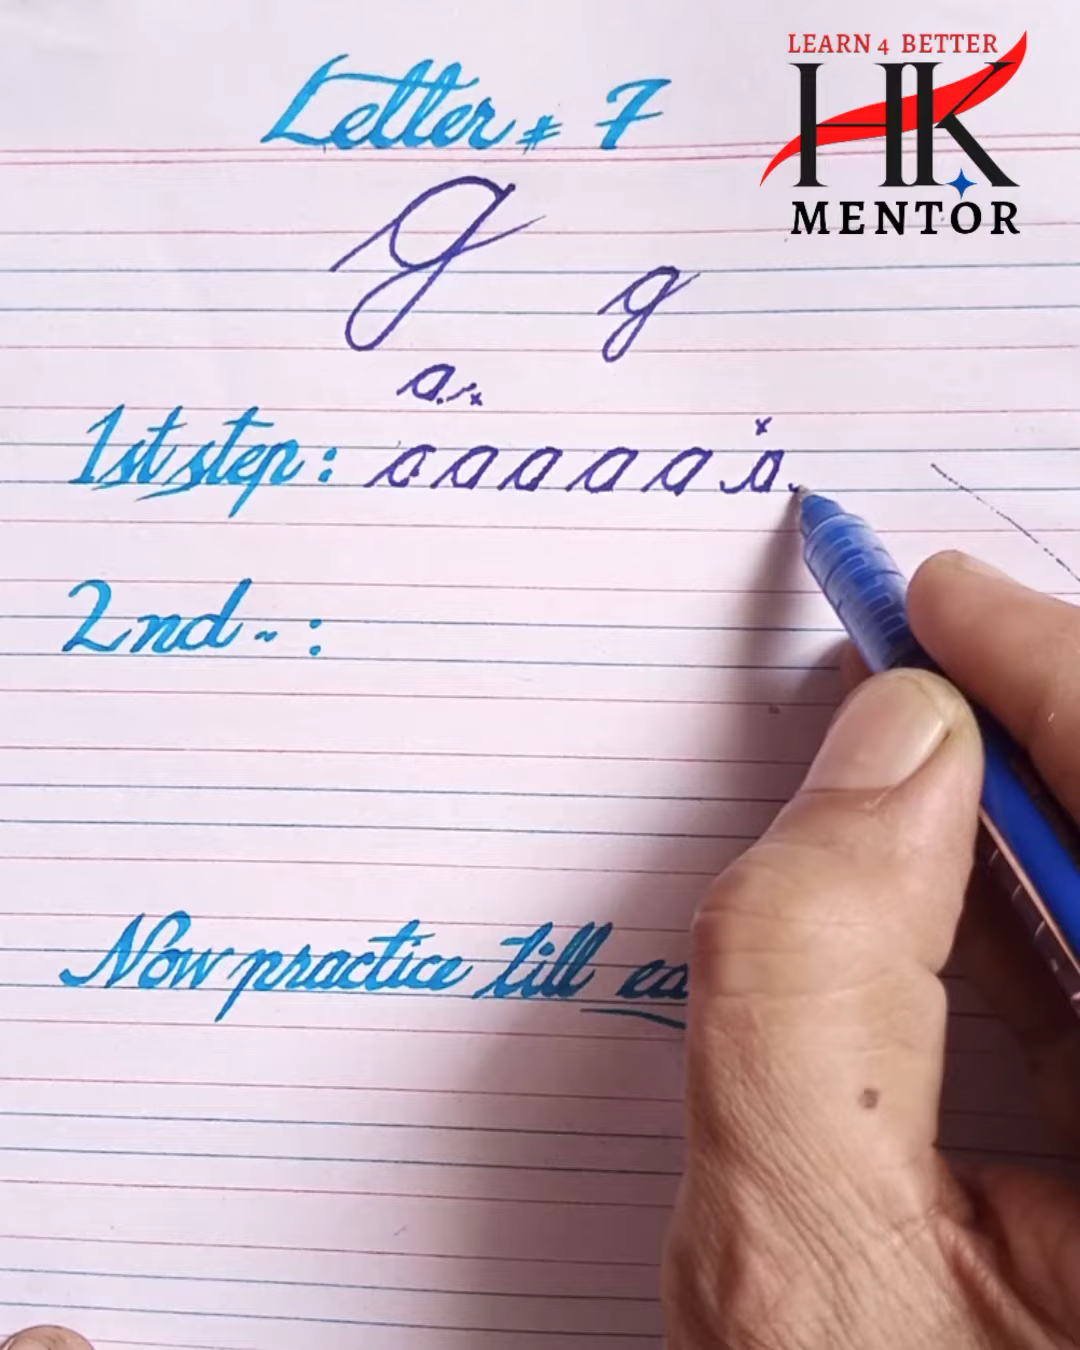 LEARN 4 BETTER
HK
MENTOR
Letter # 7
g g
a
1st step : a a a a a a
2nd ~ :
Now practice till